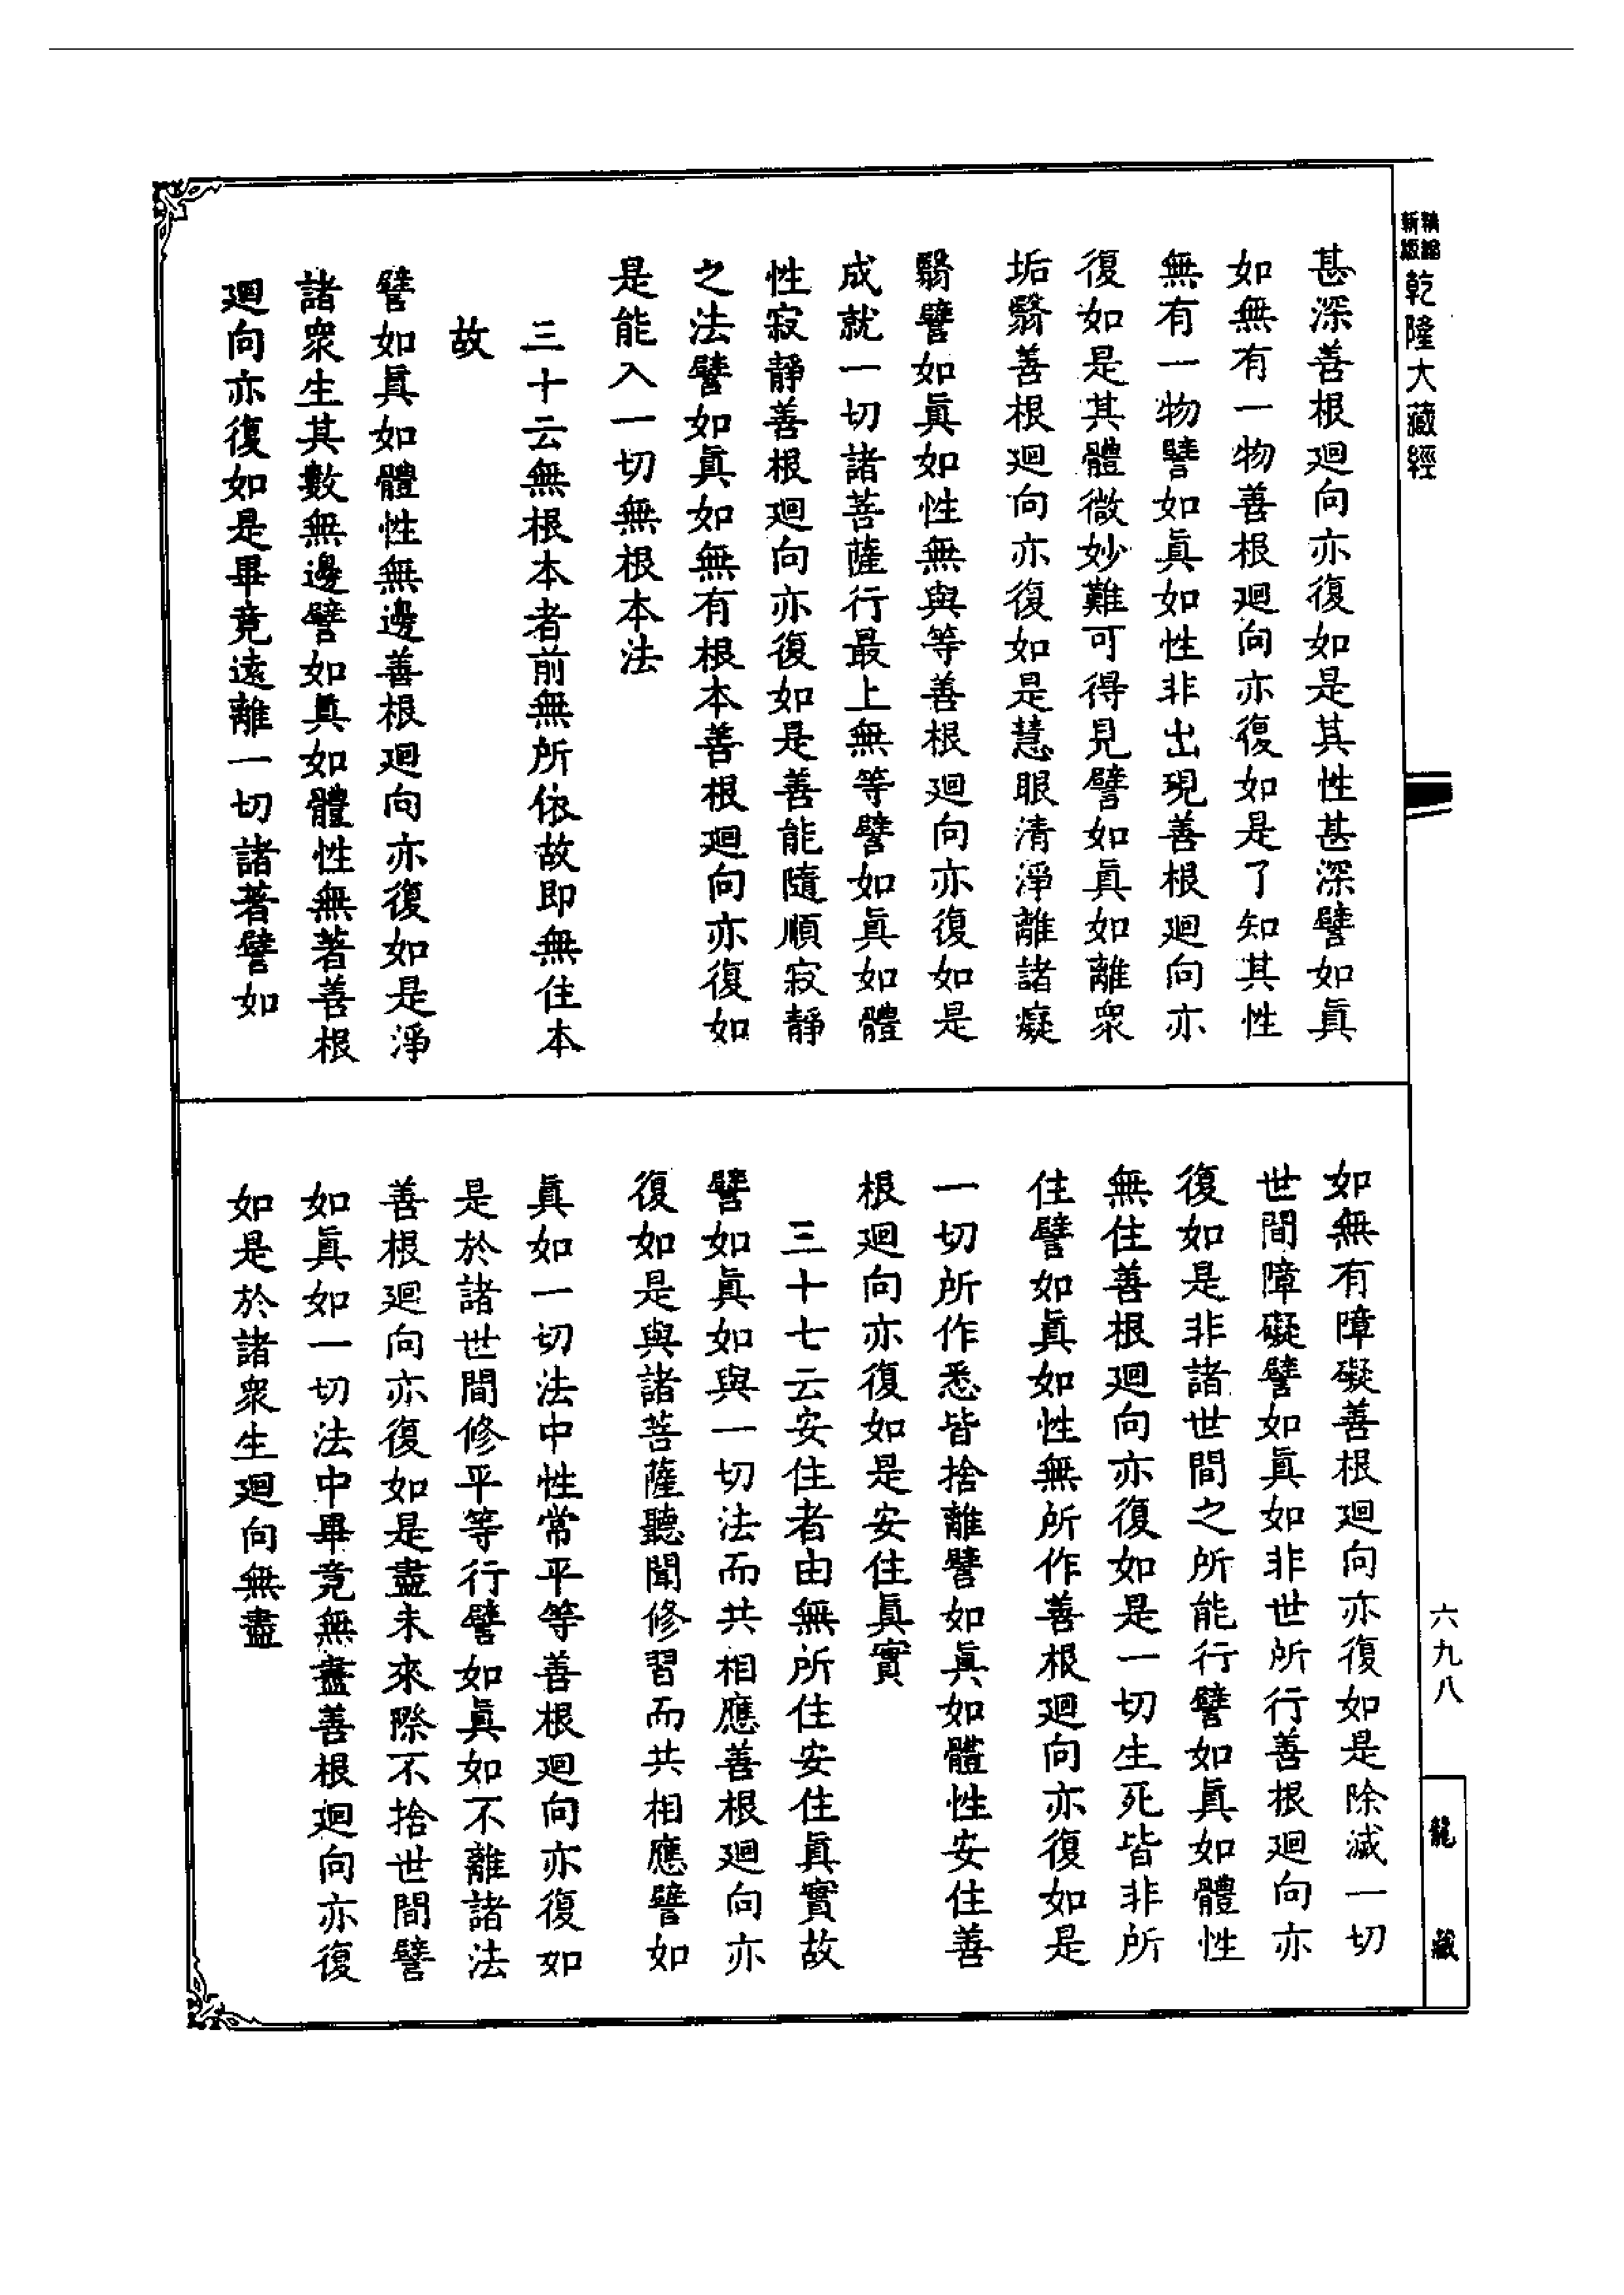 精縮新版乾隆大藏經
甚深善根廻向亦復如是其性甚深譬如眞
如無有一物善根廻向亦復如是了知其性
無有一物譬如眞如性非出現善根廻向亦
復如是其體微妙難可得見譬如眞如離衆
垢翳善根廻向亦復如是慧眼清淨離諸癡
翳譬如眞如性無與等善根廻向亦復如是
成就一切諸菩薩行最上無等譬如眞如體
性寂靜善根廻向亦復如是善能隨順寂靜
之法譬如眞如無有根本善根廻向亦復如
是能入一切無根本法
三十云無根本者前無所依故即無住本
故
譬如眞如體性無邊善根廻向亦復如是淨
諸衆生其數無邊譬如眞如體性無著善根
廻向亦復如是畢竟遠離一切諸著譬如
如無有障礙善根廻向亦復如是除滅一切
世間障礙譬如眞如非世所行善根廻向亦
復如是非諸世間之所能行譬如眞如體性
無住善根廻向亦復如是一切生死皆非所
住譬如眞如性無所作善根廻向亦復如是
一切所作悉皆捨離譬如眞如體性安住善
根廻向亦復如是安住眞實
三十七云安住者由無所住安住眞實故
譬如眞如與一切法而共相應善根廻向亦
復如是與諸菩薩聽聞修習而共相應譬如
眞如一切法中性常平等善根廻向亦復如
是於諸世間修平等行譬如眞如不離諸法
善根廻向亦復如是盡未來際不捨世間譬
如眞如一切法中畢竟無盡善根廻向亦復
如是於諸衆生廻向無盡
六九八
龍藏